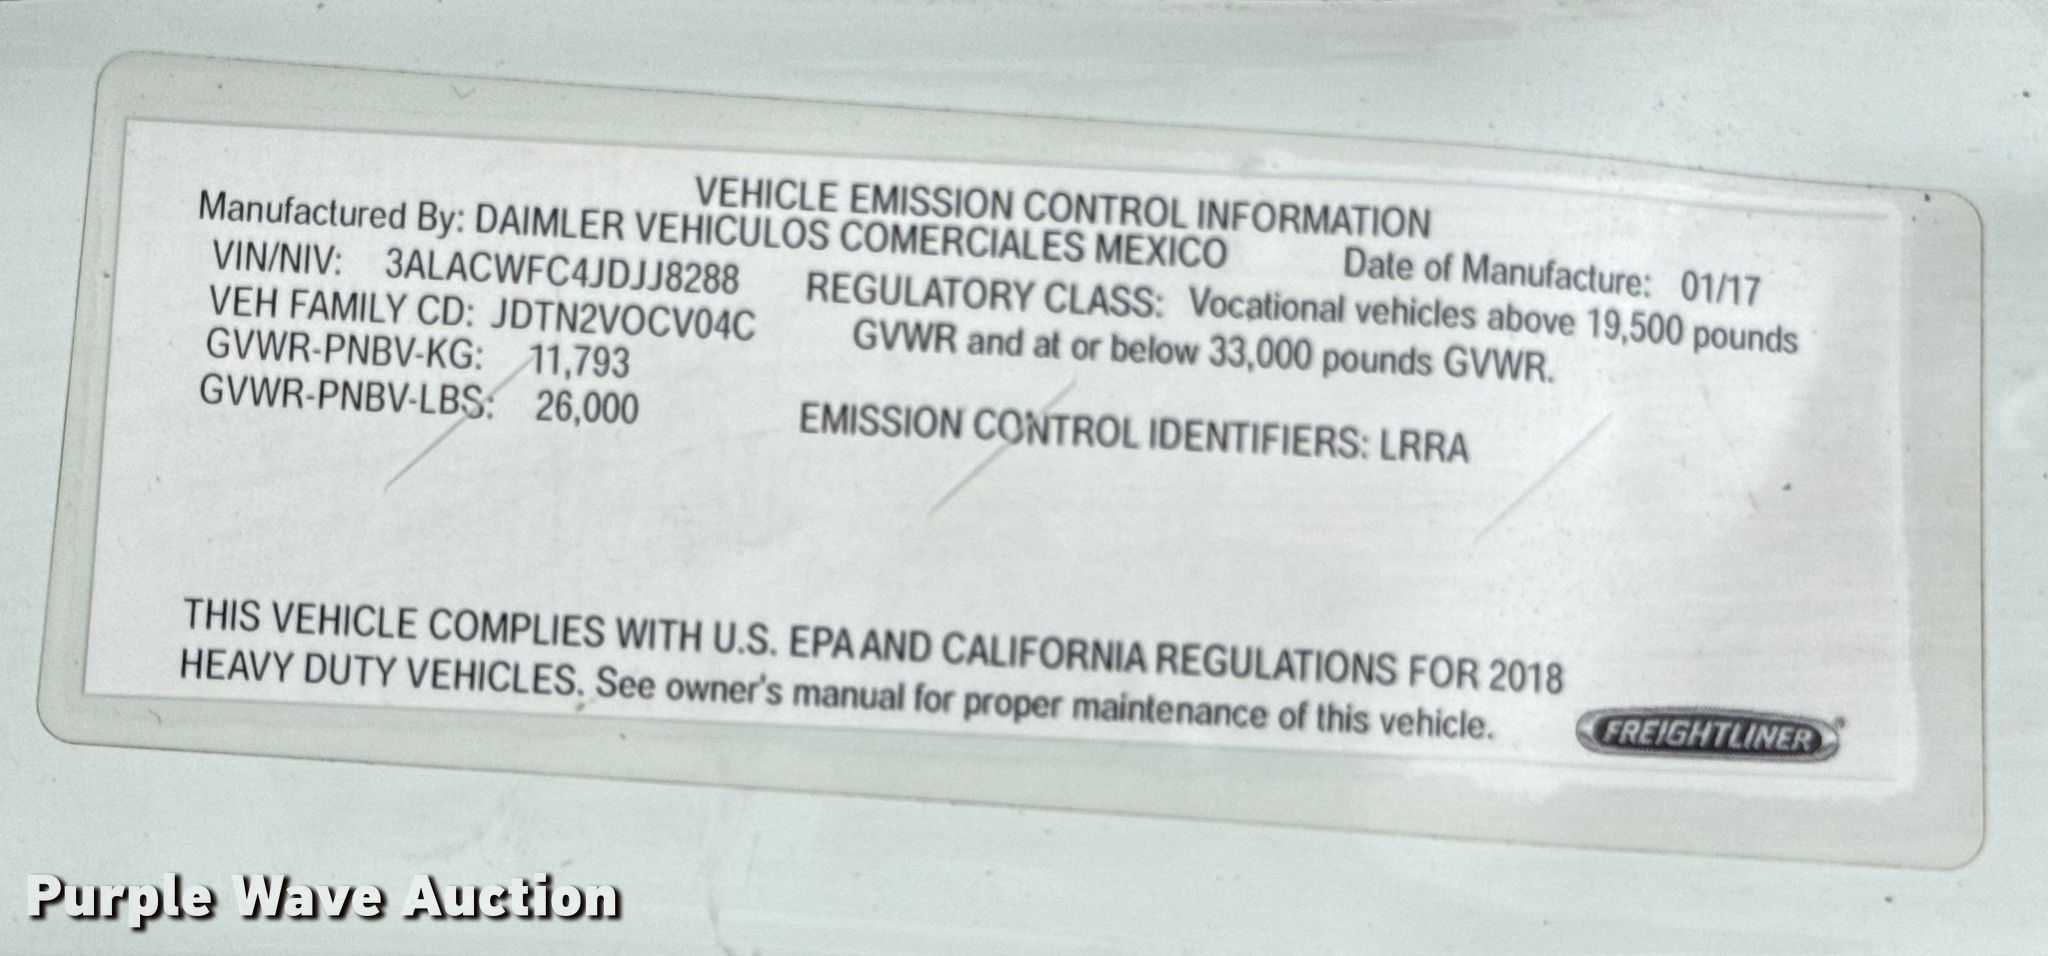 VEHICLE EMISSION CONTROL INFORMATION
Manufactured By: DAIMLER VEHICULOS COMERCIALES MEXICO Date of Manufacture: 01/17
VIN/NIV: 3ALACWFC4JDJJ8288 REGULATORY CLASS: Vocational vehicles above 19,500 pounds
VEH FAMILY CD: JDTN2VOCV04C GVWR and at or below 33,000 pounds GVWR.
GVWR-PNBV-KG: 11,793
GVWR-PNBV-LBS: 26,000 EMISSION CONTROL IDENTIFIERS: LRRA
THIS VEHICLE COMPLIES WITH U.S. EPA AND CALIFORNIA REGULATIONS FOR 2018
HEAVY DUTY VEHICLES. See owner's manual for proper maintenance of this vehicle.
FREIGHTLINER
Purple Wave Auction